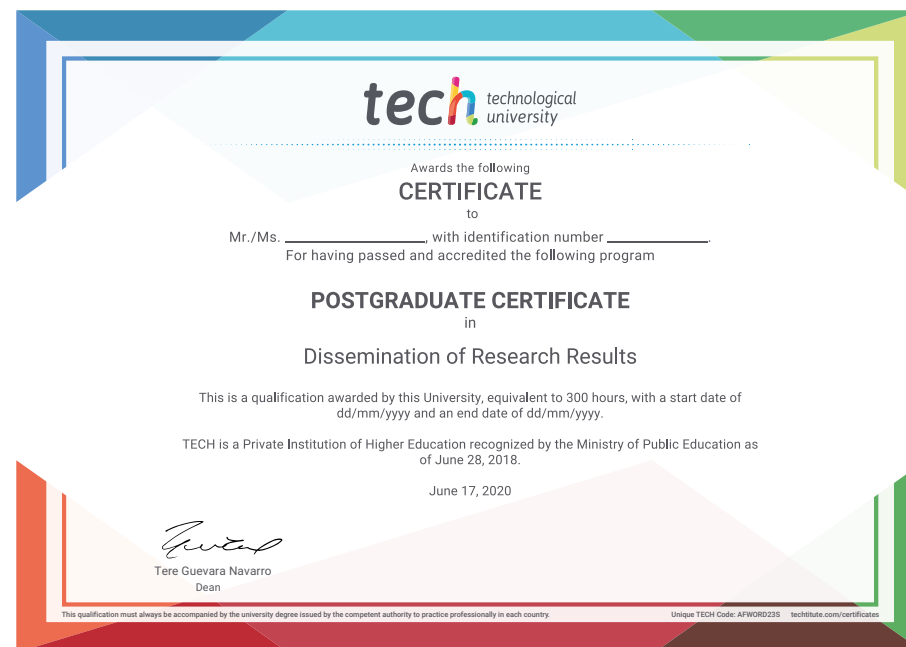 tech technological
university
Awards the following
CERTIFICATE
to
Mr./Ms. ____________________, with identification number ______________.
For having passed and accredited the following program
POSTGRADUATE CERTIFICATE
in
Dissemination of Research Results
This is a qualification awarded by this University, equivalent to 300 hours, with a start date of
dd/mm/yyyy and an end date of dd/mm/yyyy.
TECH is a Private Institution of Higher Education recognized by the Ministry of Public Education as
of June 28, 2018.
June 17, 2020
Tere Guevara Navarro
Dean
This qualification must always be accompanied by the university degree issued by the competent authority to practice professionally in each country. Unique TECH Code: AFWORD23S techtitute.com/certificates